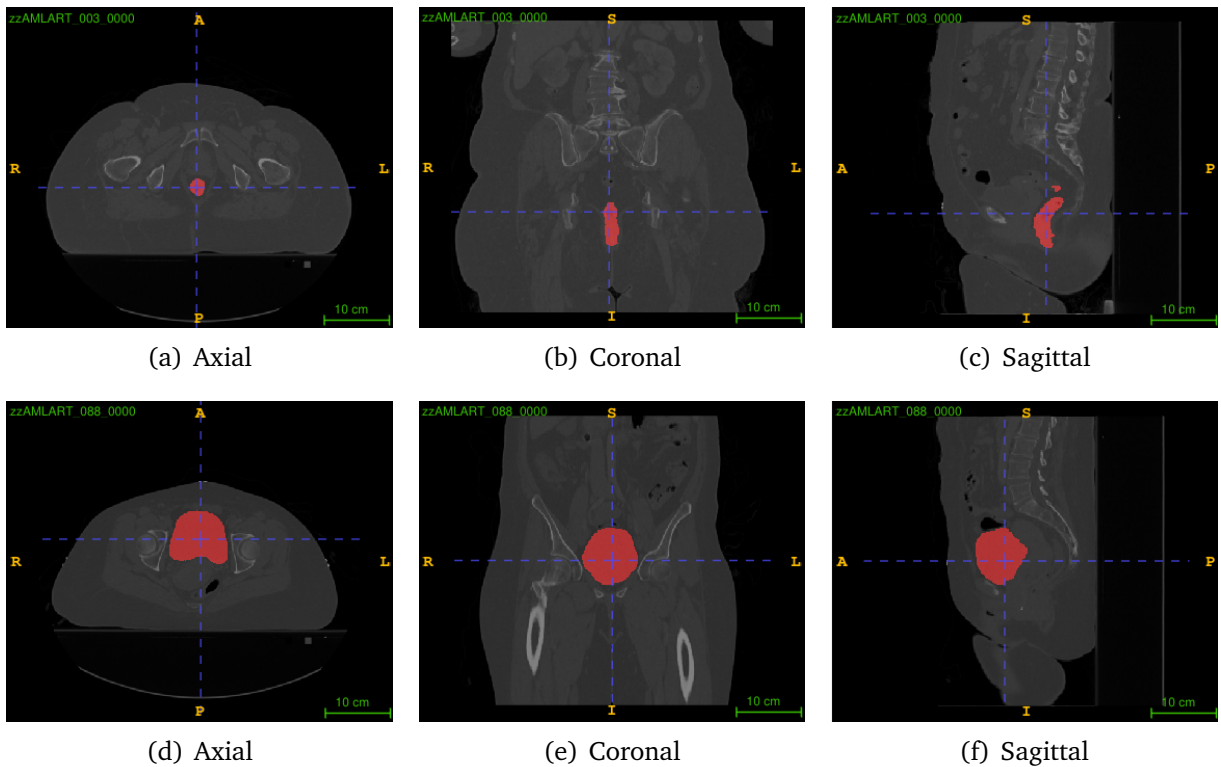 zzAMLART_003_0000
A
R
L
P
10 cm
(a) Axial
zzAMLART_003_0000
S
R
L
I
10 cm
(b) Coronal
zzAMLART_003_0000
S
A
P
I
10 cm
(c) Sagittal
zzAMLART_088_0000
A
R
L
P
10 cm
(d) Axial
zzAMLART_088_0000
S
R
L
I
10 cm
(e) Coronal
zzAMLART_088_0000
S
A
P
I
10 cm
(f) Sagittal